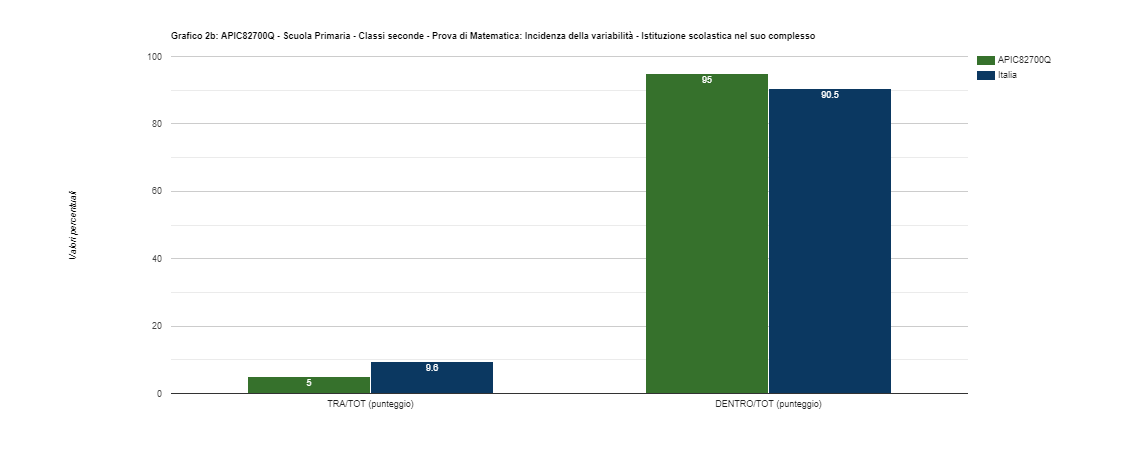 Grafico 2b: APIC82700Q - Scuola Primaria - Classi seconde - Prova di Matematica: Incidenza della variabilità - Istituzione scolastica nel suo complesso
100
80
60
40
20
0
Valori percentuali
APIC82700Q
Italia
5
9.6
95
90.5
TRA/TOT (punteggio)
DENTRO/TOT (punteggio)